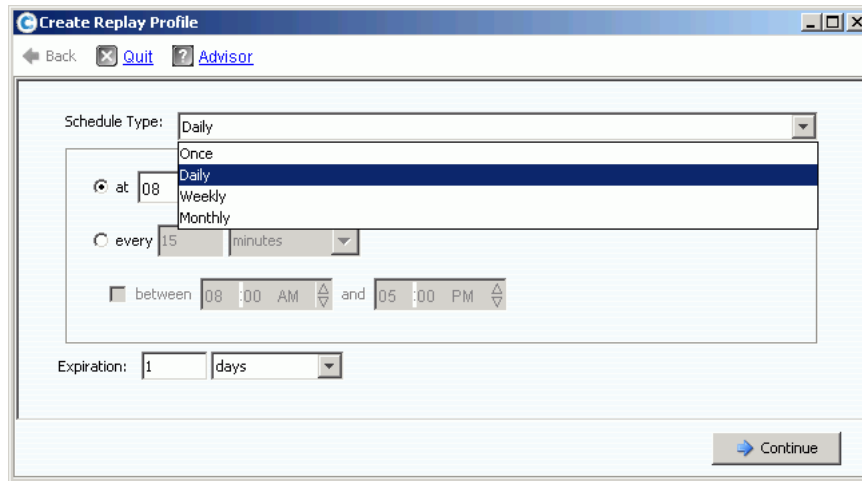 Create Replay Profile
Back Quit Advisor
Schedule Type: Daily
Once
Daily
Weekly
Monthly
at 08
every 15 minutes
between 08 :00 AM and 05 :00 PM
Expiration: 1 days
Continue